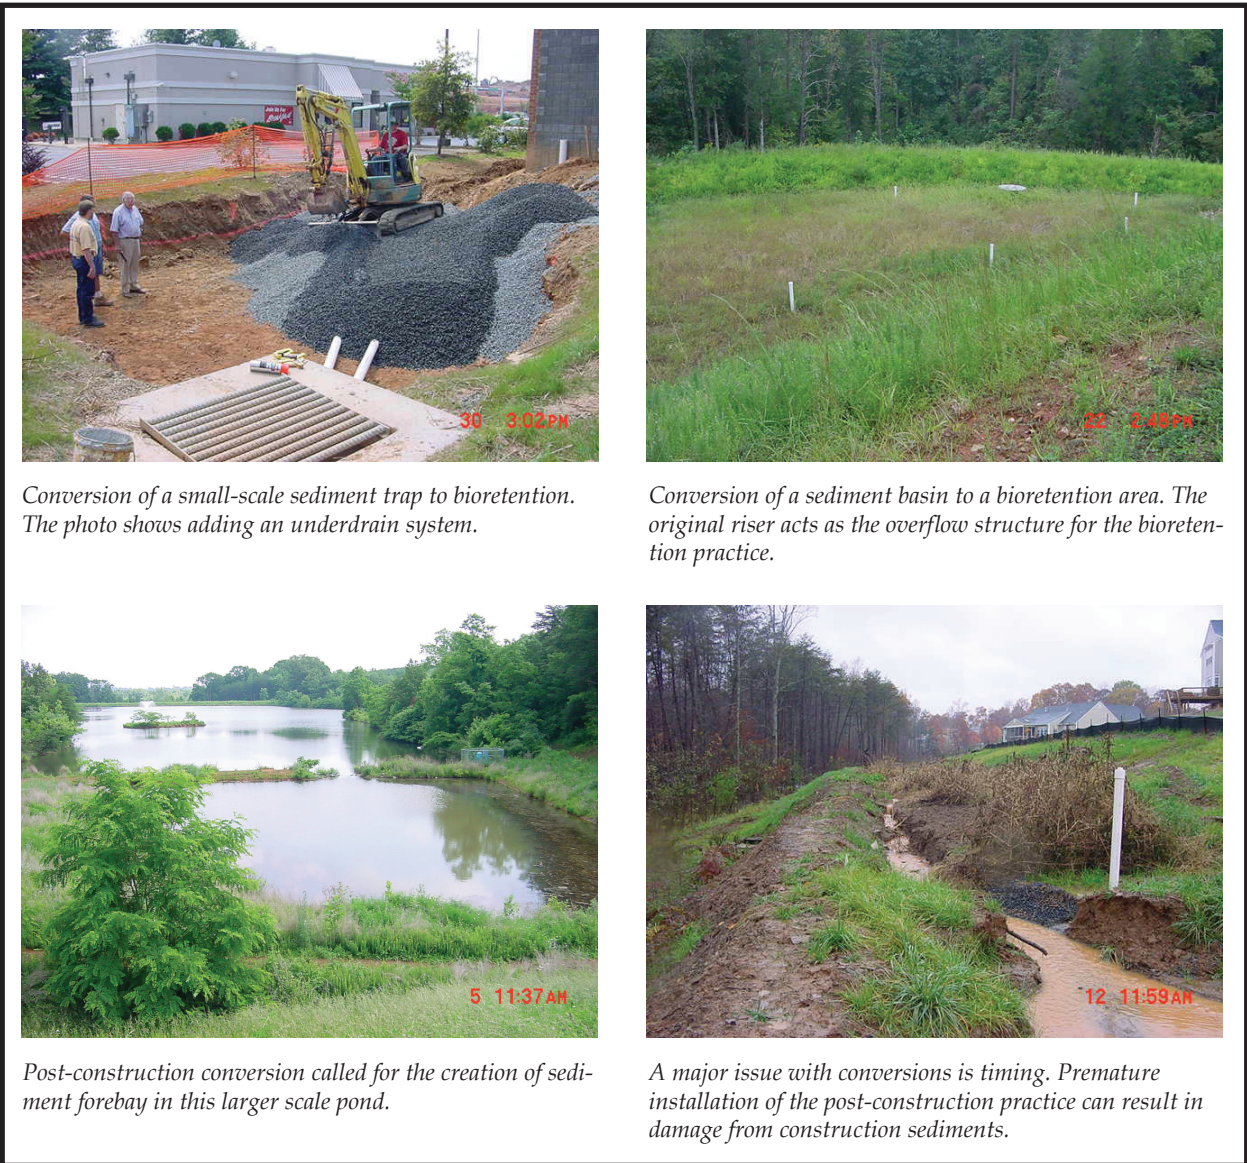 Join Us For
30 3:02PM
22 2:48PM
Conversion of a small-scale sediment trap to bioretention.
The photo shows adding an underdrain system.
Conversion of a sediment basin to a bioretention area. The
original riser acts as the overflow structure for the bioreten-
tion practice.
5 11:37AM
12 11:59AM
Post-construction conversion called for the creation of sedi-
ment forebay in this larger scale pond.
A major issue with conversions is timing. Premature
installation of the post-construction practice can result in
damage from construction sediments.